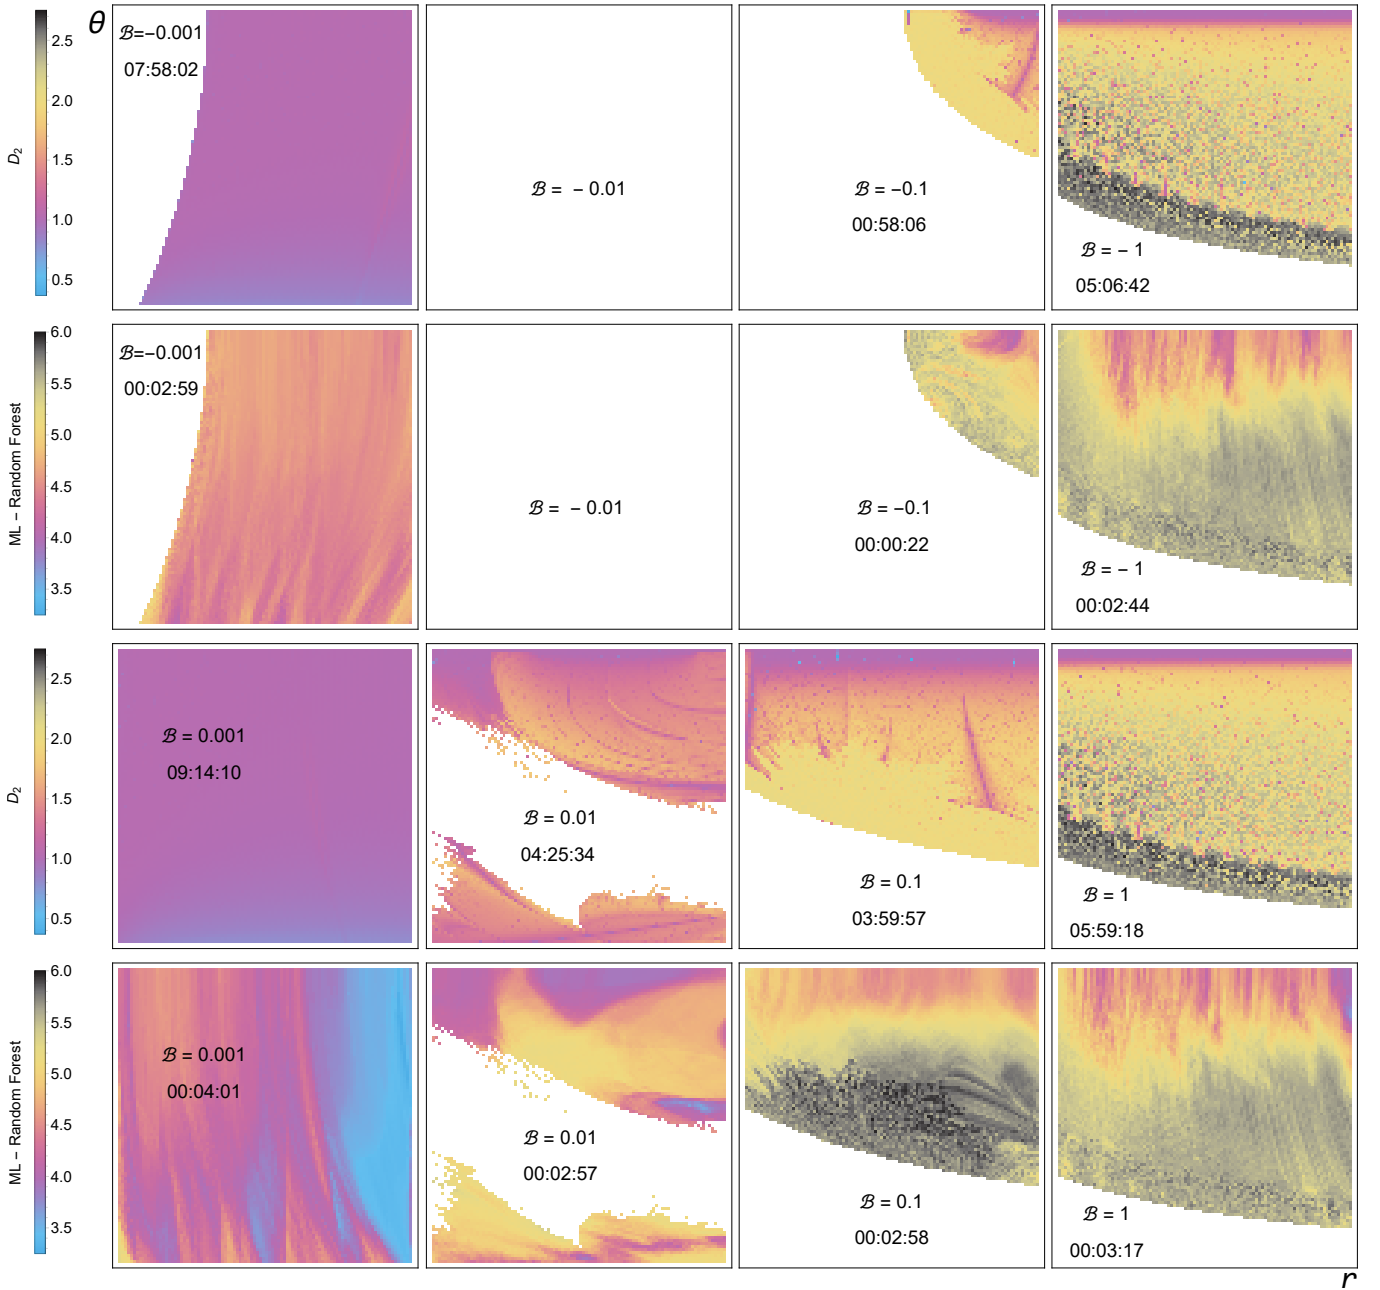 θ
2.5
2.0
1.5
1.0
0.5
D2
ℬ=−0.001
07:58:02
ℬ = − 0.01
ℬ = −0.1
00:58:06
ℬ = − 1
05:06:42
6.0
5.5
5.0
4.5
4.0
3.5
ML − Random Forest
ℬ=−0.001
00:02:59
ℬ = − 0.01
ℬ = −0.1
00:00:22
ℬ = − 1
00:02:44
2.5
2.0
1.5
1.0
0.5
D2
ℬ = 0.001
09:14:10
ℬ = 0.01
04:25:34
ℬ = 0.1
03:59:57
ℬ = 1
05:59:18
6.0
5.5
5.0
4.5
4.0
3.5
ML − Random Forest
ℬ = 0.001
00:04:01
ℬ = 0.01
00:02:57
ℬ = 0.1
00:02:58
ℬ = 1
00:03:17
r